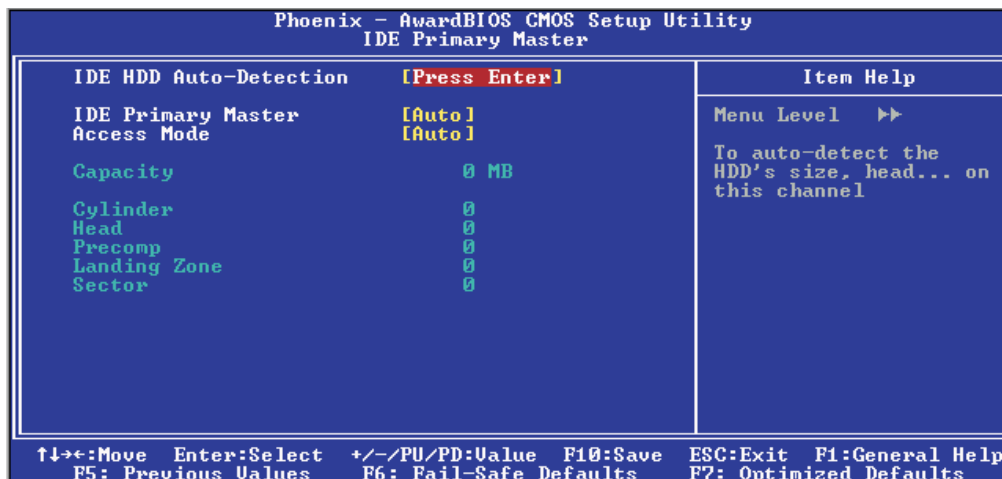 Phoenix - AwardBIOS CMOS Setup Utility
IDE Primary Master
IDE HDD Auto-Detection [Press Enter]
IDE Primary Master [Auto]
Access Mode [Auto]
Capacity 0 MB
Cylinder 0
Head 0
Precomp 0
Landing Zone 0
Sector 0
Item Help
Menu Level ▶▶
To auto-detect the
HDD's size, head... on
this channel
↑↓→←:Move Enter:Select +/-/PU/PD:Value F10:Save ESC:Exit F1:General Help
F5: Previous Values F6: Fail-Safe Defaults F7: Optimized Defaults